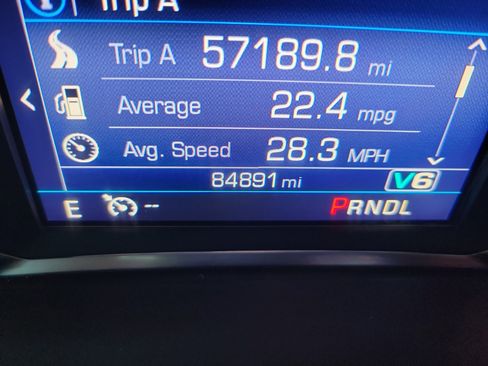 Trip A
Trip A 57189.8 mi
Average 22.4 mpg
Avg. Speed 28.3 MPH
84891 mi V6
E -- PRNDL